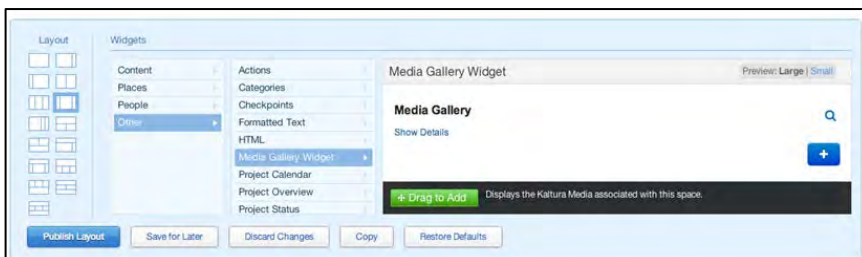 Layout
Widgets
Content
Places
People
Other
Actions
Categories
Checkpoints
Formatted Text
HTML
Media Gallery Widget
Project Calendar
Project Overview
Project Status
Media Gallery Widget
Preview: Large | Small
Media Gallery
Show Details
+
+ Drag to Add
Displays the Kaltura Media associated with this space.
Publish Layout
Save for Later
Discard Changes
Copy
Restore Defaults